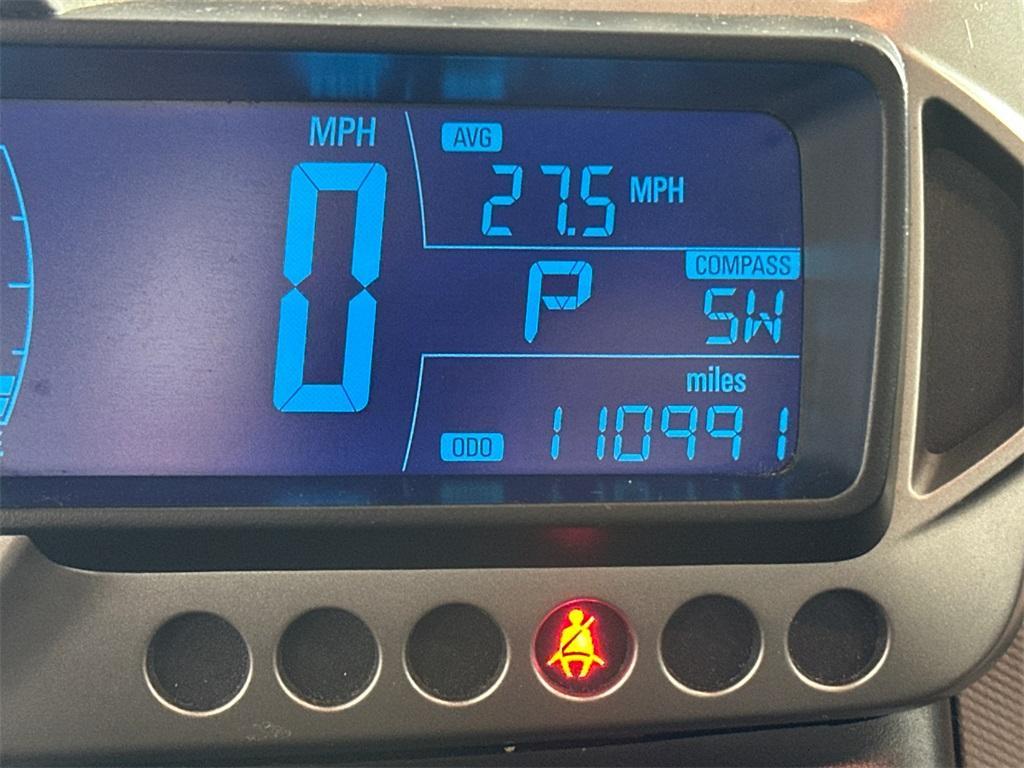 MPH
0
AVG
27.5 MPH
COMPASS
P
SW
miles
ODO 110991